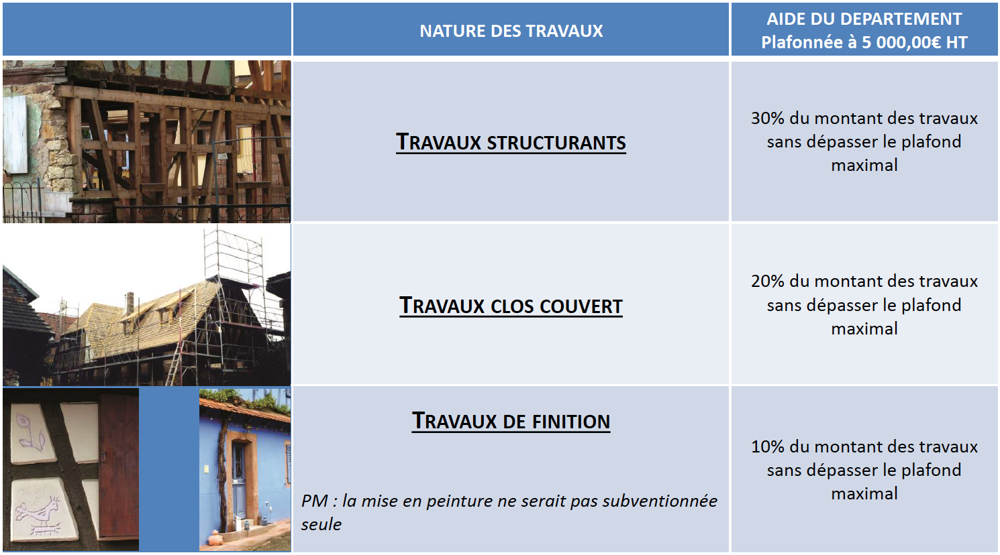 NATURE DES TRAVAUX
AIDE DU DEPARTEMENT
Plafonnée à 5 000,00€ HT
TRAVAUX STRUCTURANTS
30% du montant des travaux
sans dépasser le plafond
maximal
TRAVAUX CLOS COUVERT
20% du montant des travaux
sans dépasser le plafond
maximal
TRAVAUX DE FINITION
PM : la mise en peinture ne serait pas subventionnée
seule
10% du montant des travaux
sans dépasser le plafond
maximal